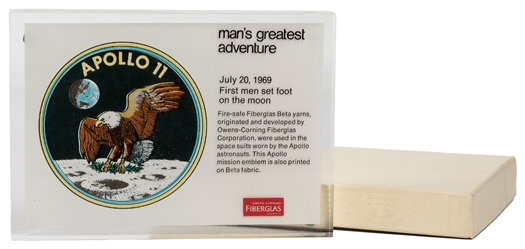 APOLLO 11
man's greatest
adventure
July 20, 1969
First men set foot
on the moon
Fire-safe Fiberglas Beta yarns,
originated and developed by
Owens-Corning Fiberglas
Corporation, were used in the
space suits worn by the Apollo
astronauts. This Apollo
mission emblem is also printed
on Beta fabric.
OWENS-CORNING
FIBERGLAS